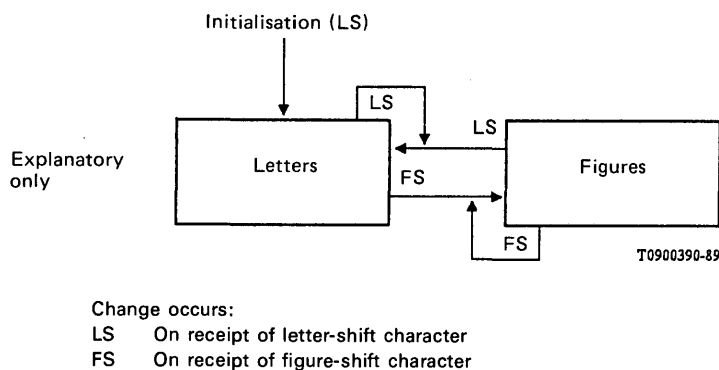 Initialisation (LS)
LS
LS
Explanatory
only
Letters
Figures
FS
FS
T0900390-89
Change occurs:
LS On receipt of letter-shift character
FS On receipt of figure-shift character